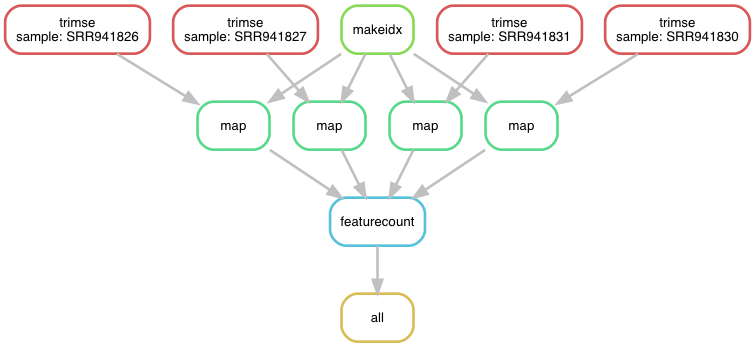 trimse
sample: SRR941826
trimse
sample: SRR941827
makeidx
trimse
sample: SRR941831
trimse
sample: SRR941830
map
map
map
map
featurecount
all